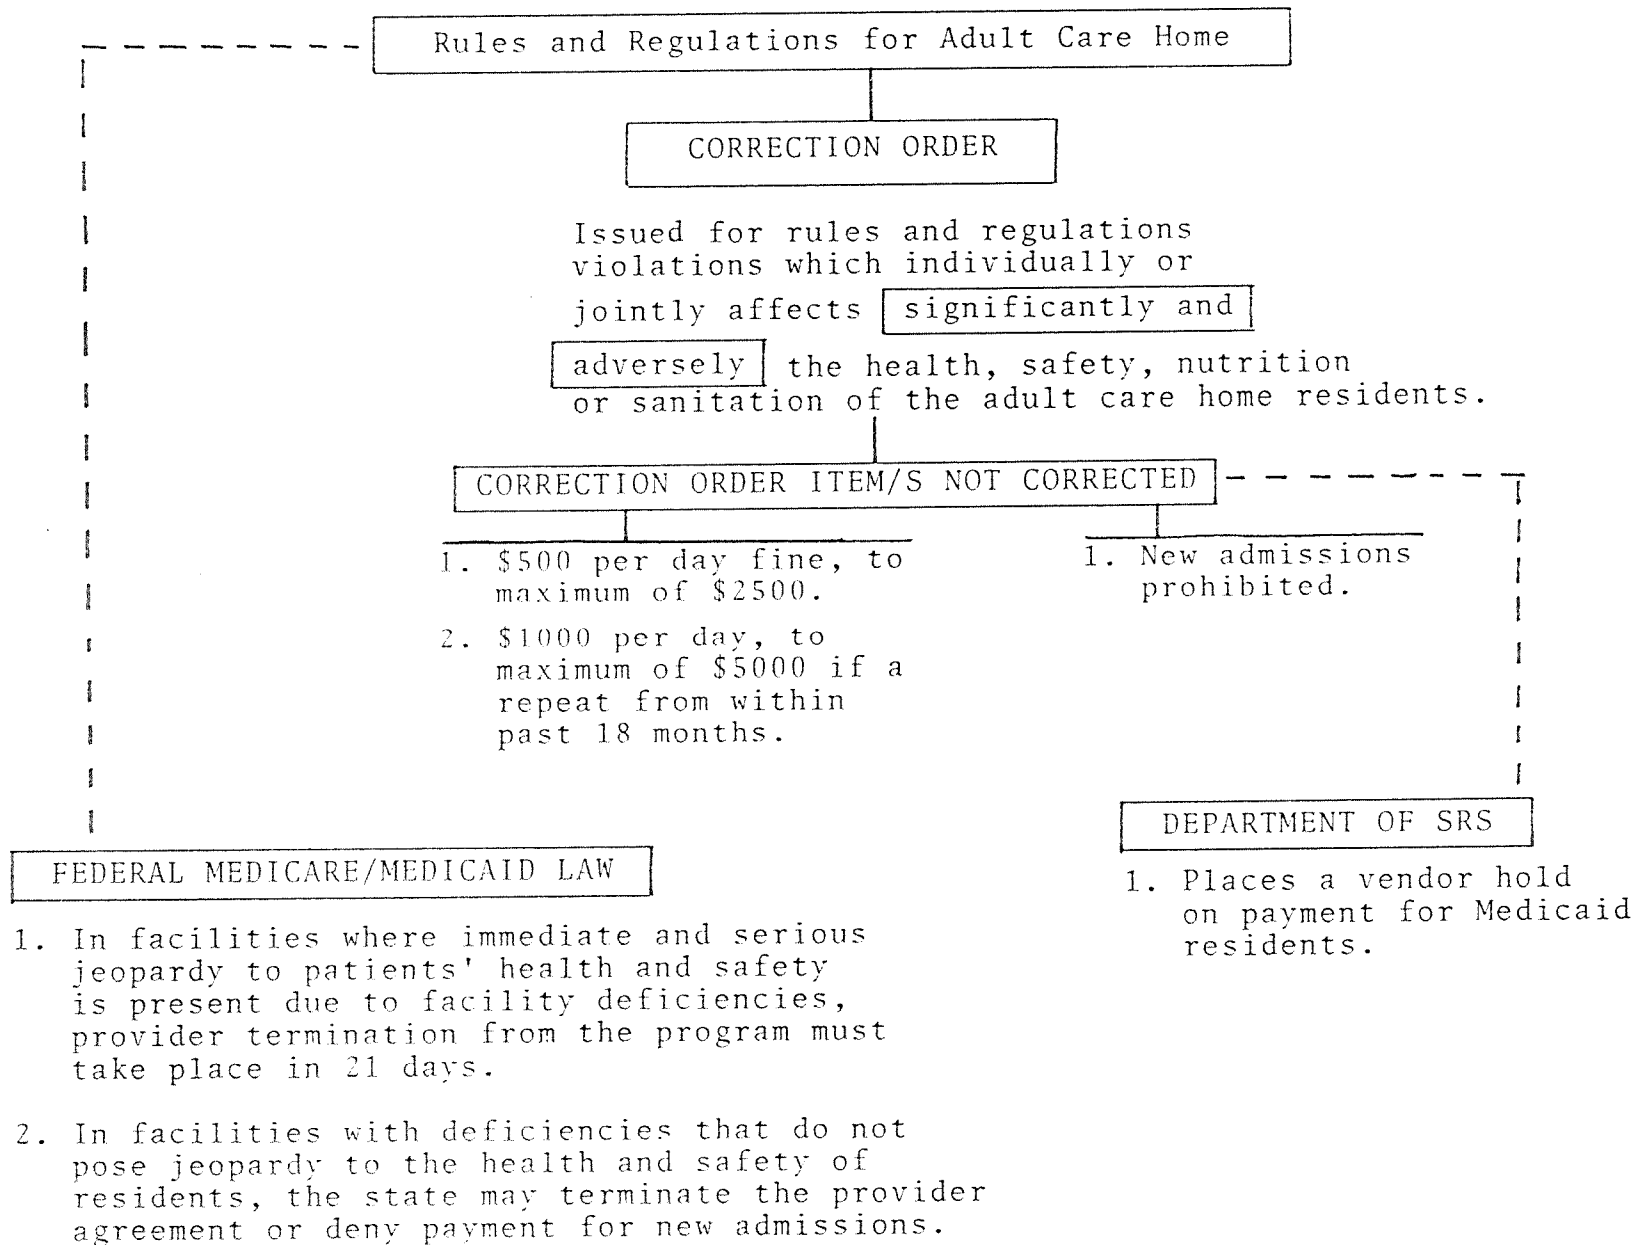 Rules and Regulations for Adult Care Home
CORRECTION ORDER
Issued for rules and regulations
violations which individually or
jointly affects significantly and
adversely the health, safety, nutrition
or sanitation of the adult care home residents.
CORRECTION ORDER ITEM/S NOT CORRECTED
1. $500 per day fine, to
maximum of $2500.
2. $1000 per day, to
maximum of $5000 if a
repeat from within
past 18 months.
1. New admissions
prohibited.
DEPARTMENT OF SRS
1. Places a vendor hold
on payment for Medicaid
residents.
FEDERAL MEDICARE/MEDICAID LAW
1. In facilities where immediate and serious
jeopardy to patients' health and safety
is present due to facility deficiencies,
provider termination from the program must
take place in 21 days.
2. In facilities with deficiencies that do not
pose jeopardy to the health and safety of
residents, the state may terminate the provider
agreement or deny payment for new admissions.